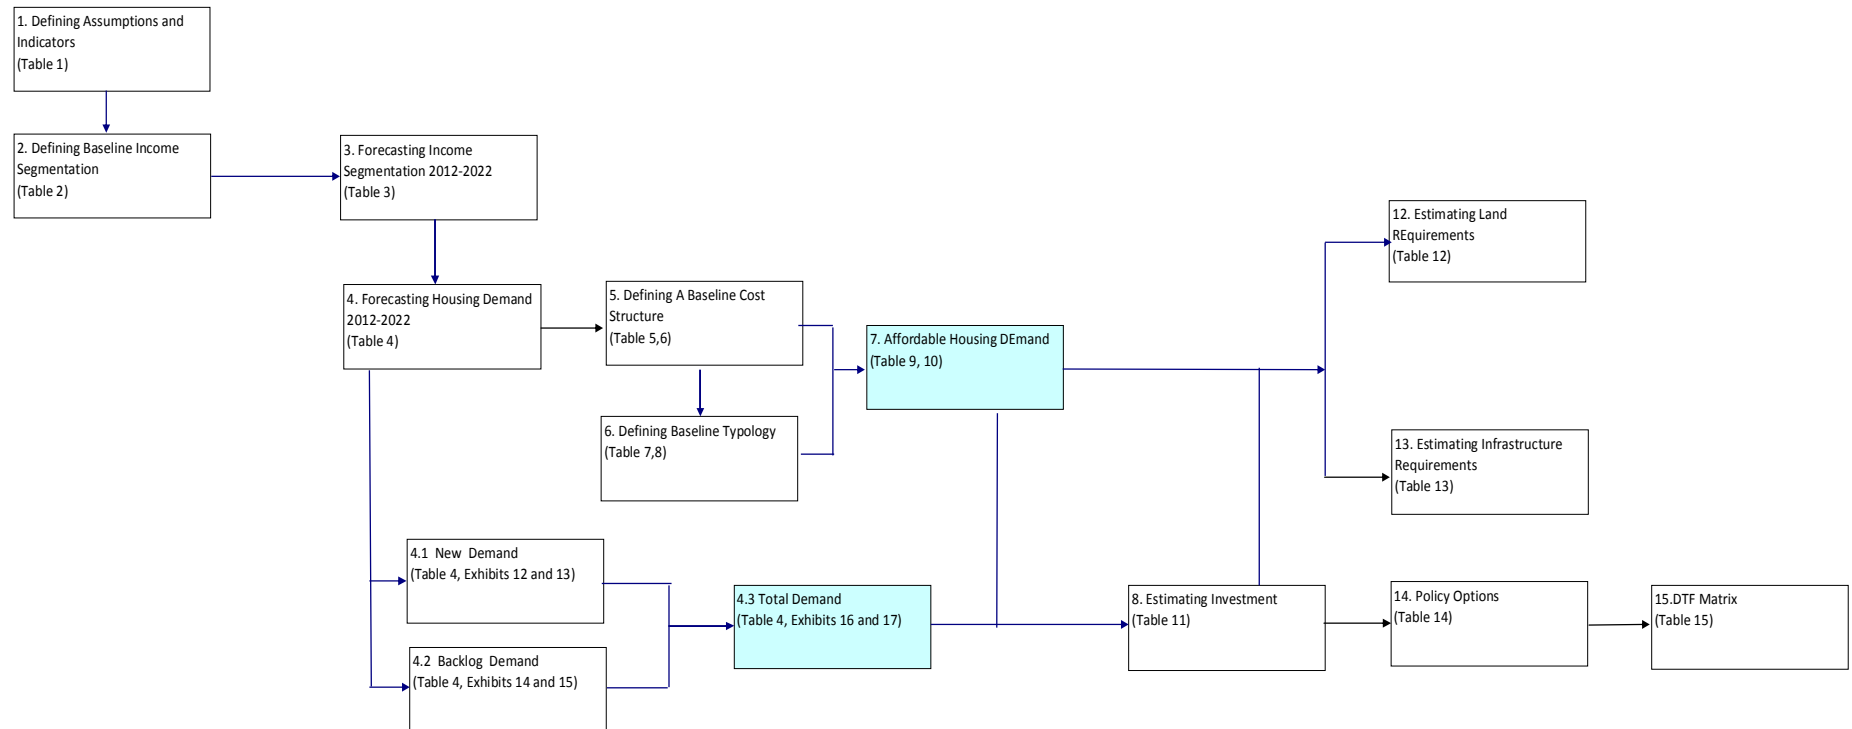 1. Defining Assumptions and
Indicators
(Table 1)
2. Defining Baseline Income
Segmentation
(Table 2)
3. Forecasting Income
Segmentation 2012-2022
(Table 3)
4. Forecasting Housing Demand
2012-2022
(Table 4)
5. Defining A Baseline Cost
Structure
(Table 5,6)
6. Defining Baseline Typology
(Table 7,8)
7. Affordable Housing DEmand
(Table 9, 10)
12. Estimating Land
REquirements
(Table 12)
13. Estimating Infrastructure
Requirements
(Table 13)
4.1 New Demand
(Table 4, Exhibits 12 and 13)
4.2 Backlog Demand
(Table 4, Exhibits 14 and 15)
4.3 Total Demand
(Table 4, Exhibits 16 and 17)
8. Estimating Investment
(Table 11)
14. Policy Options
(Table 14)
15.DTF Matrix
(Table 15)